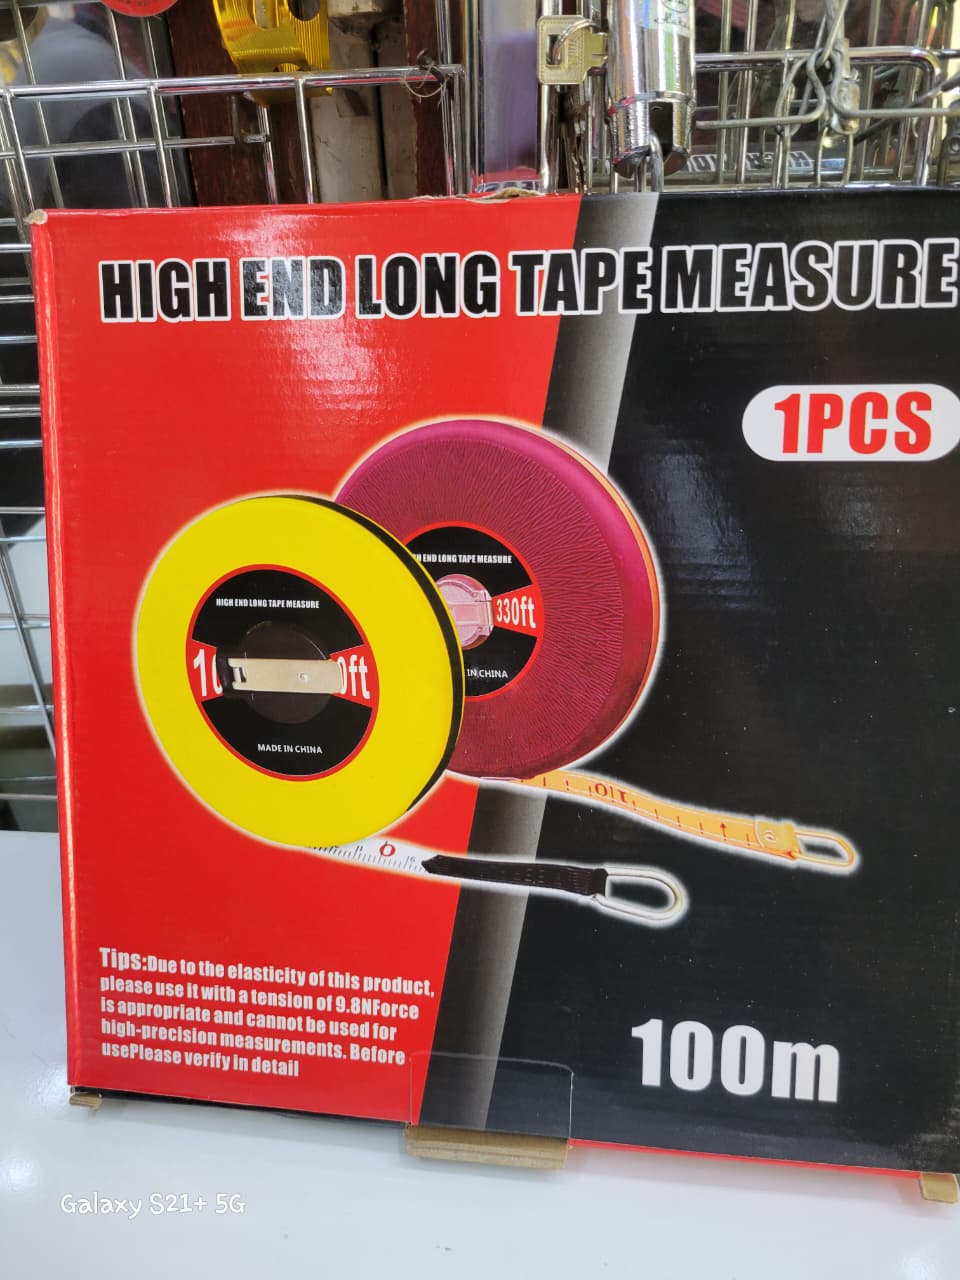 HIGH END LONG TAPE MEASURE
1PCS
END LONG TAPE MEASURE
330ft
IN CHINA
HIGH END LONG TAPE MEASURE
ft
MADE IN CHINA
Tips:Due to the elasticity of this product,
please use it with a tension of 9.8NForce
is appropriate and cannot be used for
high-precision measurements. Before
usePlease verify in detail
100m
Galaxy S21+ 5G